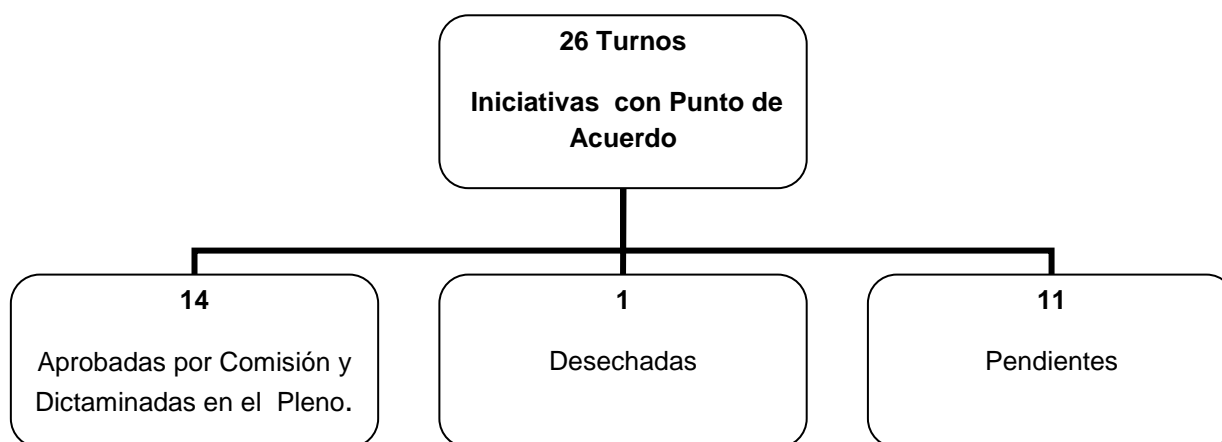 26 Turnos
Iniciativas con Punto de
Acuerdo
14
Aprobadas por Comisión y
Dictaminadas en el Pleno.
1
Desechadas
11
Pendientes